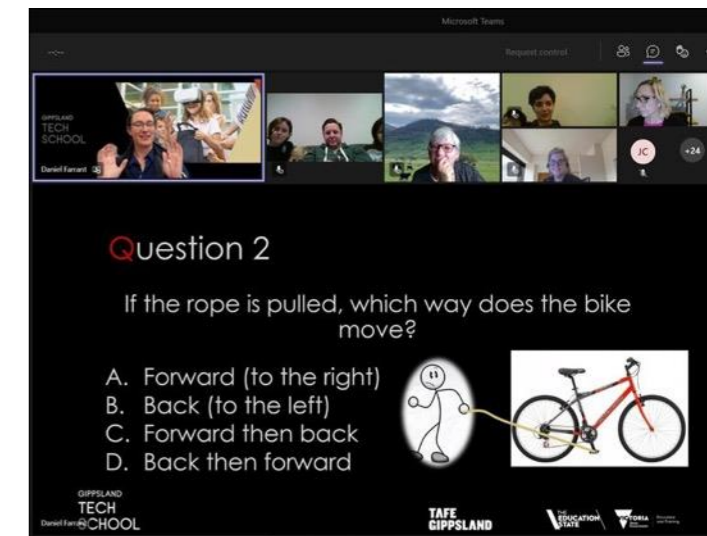 Microsoft Teams
Request control
GIPPSLAND
TECH
SCHOOL
Daniel Farrant
JC
+24
Question 2
If the rope is pulled, which way does the bike
move?
A. Forward (to the right)
B. Back (to the left)
C. Forward then back
D. Back then forward
GIPPSLAND
TECH
SCHOOL
Daniel Farrant
TAFE
GIPPSLAND
THE
EDUCATION
STATE
VICTORIA